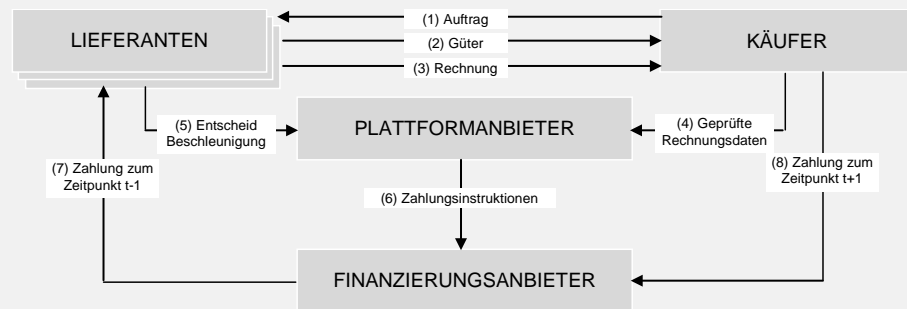 (1) Auftrag
LIEFERANTEN
(2) Güter
KÄUFER
(3) Rechnung
(5) Entscheid
Beschleunigung
PLATTFORMANBIETER
(4) Geprüfte
Rechnungsdaten
(7) Zahlung zum
Zeitpunkt t-1
(8) Zahlung zum
Zeitpunkt t+1
(6) Zahlungsinstruktionen
FINANZIERUNGSANBIETER